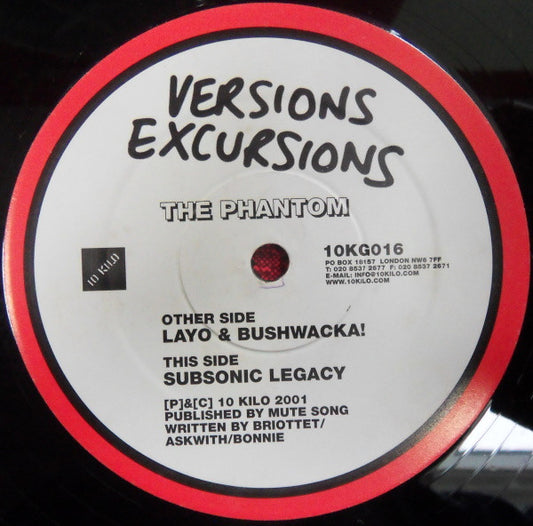 VERSIONS
EXCURSIONS
THE PHANTOM
10 KILO
10KG016
PO BOX 18157 LONDON NW6 7FF
T: 020 8537 2677 F: 020 8537 2671
E-MAIL: INFO@10KILO.COM
WWW.10KILO.COM
OTHER SIDE
LAYO & BUSHWACKA!
THIS SIDE
SUBSONIC LEGACY
[P]&[C] 10 KILO 2001
PUBLISHED BY MUTE SONG
WRITTEN BY BRIOTTET/
ASKWITH/BONNIE